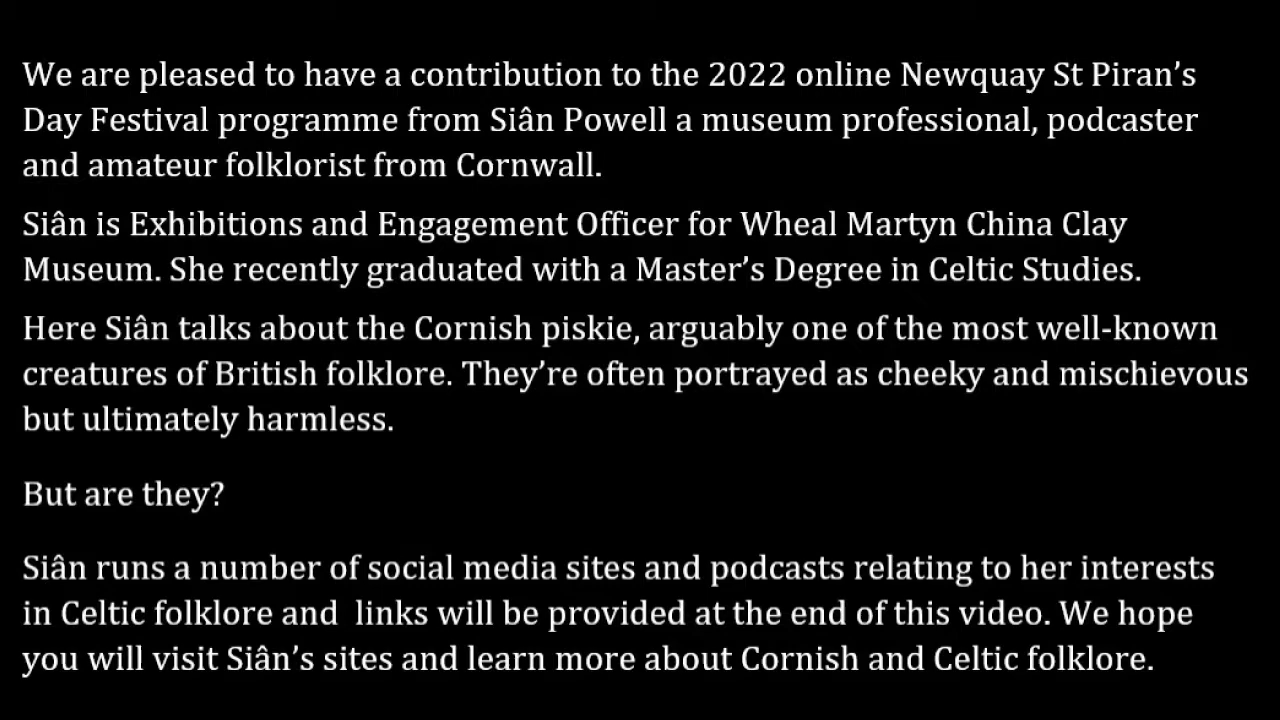 We are pleased to have a contribution to the 2022 online Newquay St Piran’s
Day Festival programme from Siân Powell a museum professional, podcaster
and amateur folklorist from Cornwall.
Siân is Exhibitions and Engagement Officer for Wheal Martyn China Clay
Museum. She recently graduated with a Master’s Degree in Celtic Studies.
Here Siân talks about the Cornish piskie, arguably one of the most well-known
creatures of British folklore. They’re often portrayed as cheeky and mischievous
but ultimately harmless.
But are they?
Siân runs a number of social media sites and podcasts relating to her interests
in Celtic folklore and  links will be provided at the end of this video. We hope
you will visit Siân’s sites and learn more about Cornish and Celtic folklore.